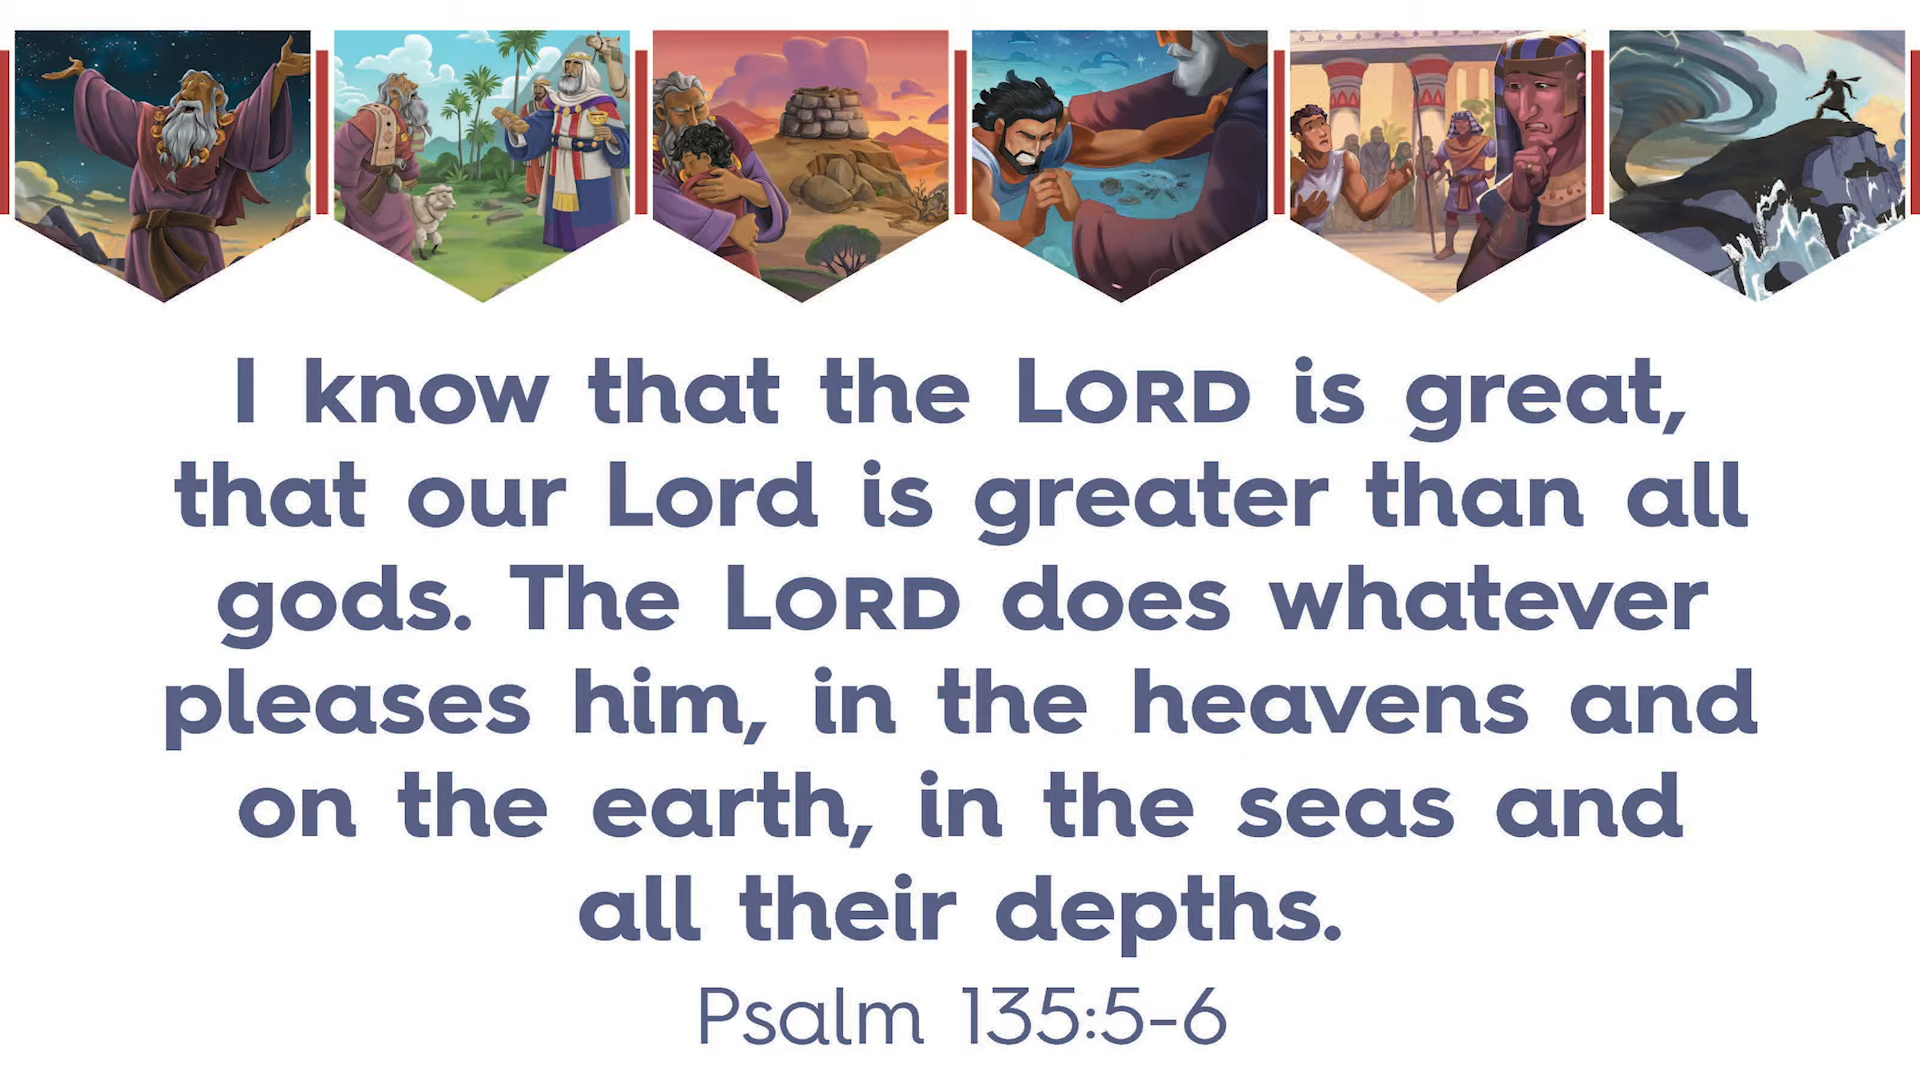 I know that the LORD is great,
that our Lord is greater than all
gods. The LORD does whatever
pleases him, in the heavens and
on the earth, in the seas and
all their depths.
Psalm 135:5-6